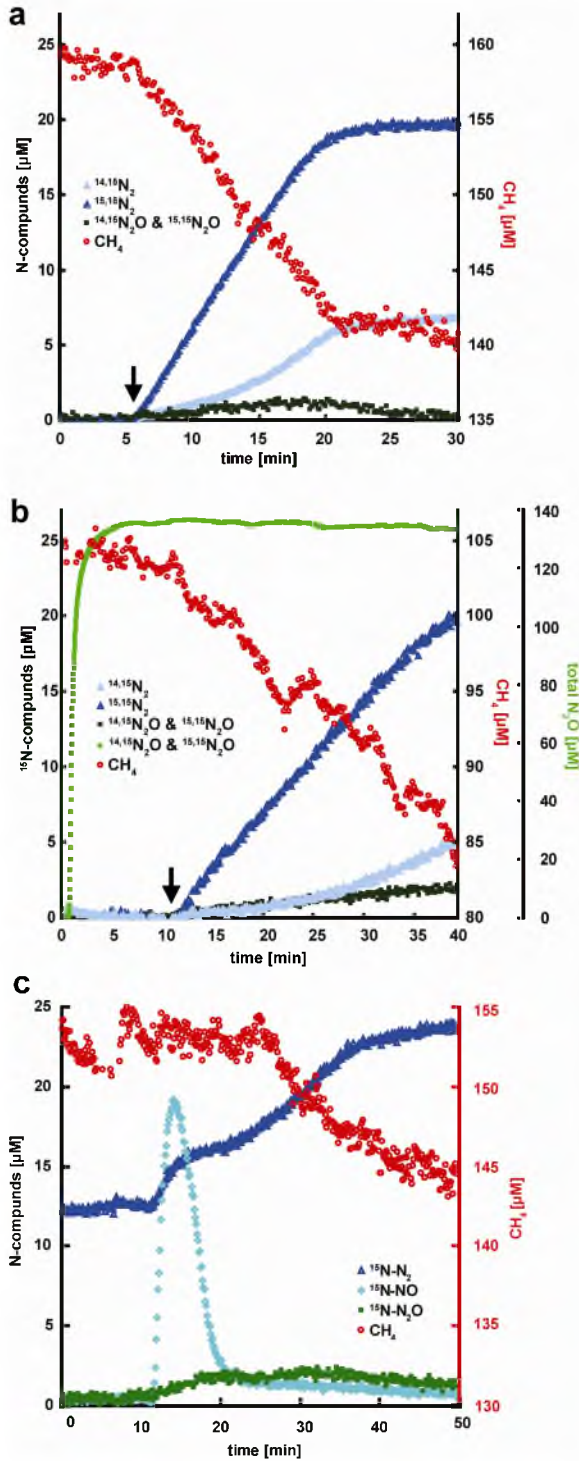 a
25
20
15
10
5
0
N-compunds [µM]
14,15N2
15,15N2
14,15N2O & 15,15N2O
CH4
160
155
150
145
140
135
CH4 [µM]
0 5 10 15 20 25 30
time [min]
b
25
20
15
10
5
0
15N-compunds [pM]
14,15N2
15,15N2
14,15N2O & 15,15N2O
14,15N2O & 15,15N2O
CH4
105
100
95
90
85
80
CH4 [µM]
140
120
100
80
60
40
20
0
total N2O [µM]
0 5 10 15 20 25 30 35 40
time [min]
c
25
23
20
18
15
13
10
8
5
3
0
N-compunds [µM]
15N-N2
15N-NO
15N-N2O
CH4
155
150
145
140
135
130
CH4 [µM]
0 10 20 30 40 50
time [min]